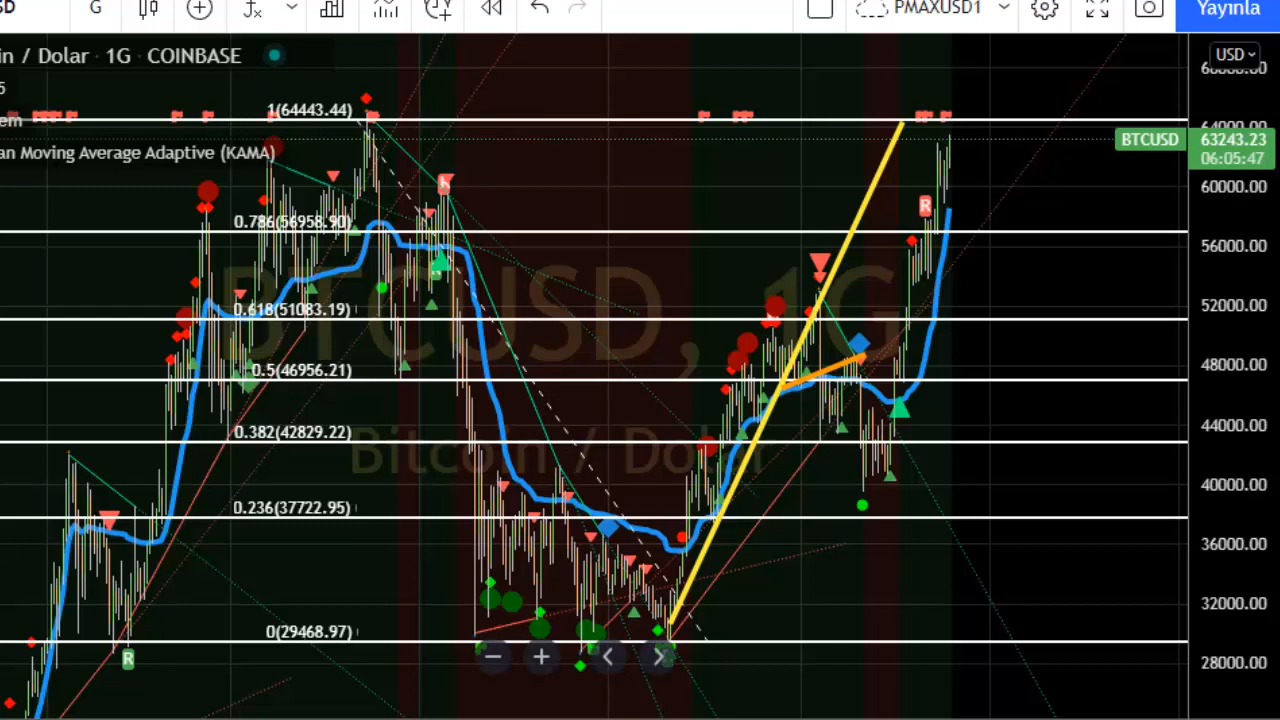 SD G PMAXUSD1 Yayınla
in / Dolar · 1G · COINBASE
USD
5
em
an Moving Average Adaptive (KAMA)
1(64443.44)
0.786(56958.90)
0.618(51083.19)
0.5(46956.21)
0.382(42829.22)
0.236(37722.95)
0(29468.97)
BTCUSD, 1G
Bitcoin / Dolar
R
R
BTCUSD 63243.23
06:05:47
64000.00
60000.00
56000.00
52000.00
48000.00
44000.00
40000.00
36000.00
32000.00
28000.00